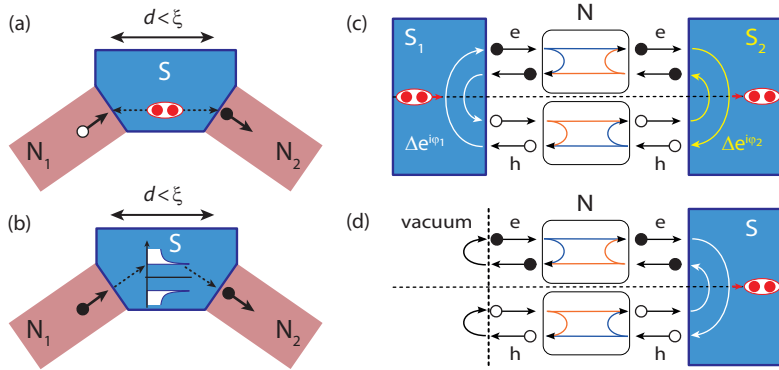 (a)
d<ξ
S
N1
N2
(b)
d<ξ
S
N1
N2
(c)
N
S1
e
e
S2
Δe^iφ1
h
h
Δe^iφ2
(d)
N
vacuum
e
e
S
h
h